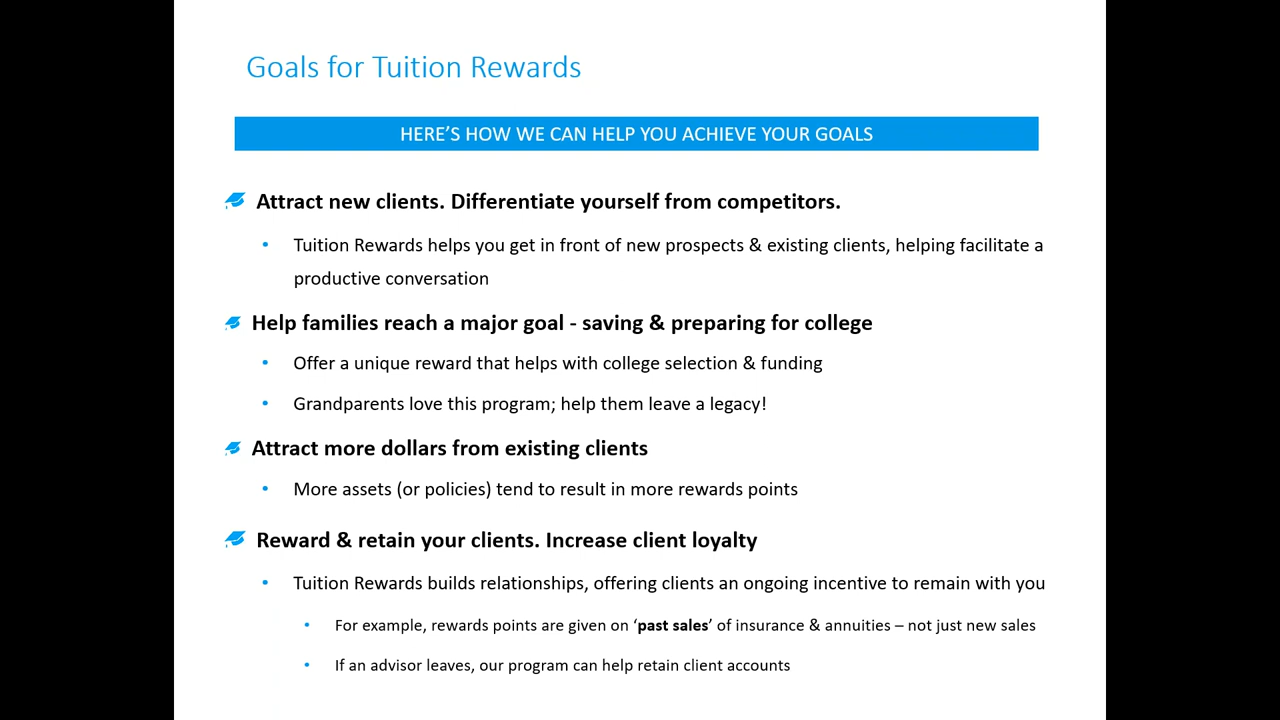 Goals for Tuition Rewards
HERE’S HOW WE CAN HELP YOU ACHIEVE YOUR GOALS
Attract new clients. Differentiate yourself from competitors.
• Tuition Rewards helps you get in front of new prospects & existing clients, helping facilitate a
productive conversation
Help families reach a major goal - saving & preparing for college
• Offer a unique reward that helps with college selection & funding
• Grandparents love this program; help them leave a legacy!
Attract more dollars from existing clients
• More assets (or policies) tend to result in more rewards points
Reward & retain your clients. Increase client loyalty
• Tuition Rewards builds relationships, offering clients an ongoing incentive to remain with you
• For example, rewards points are given on ‘past sales’ of insurance & annuities – not just new sales
• If an advisor leaves, our program can help retain client accounts